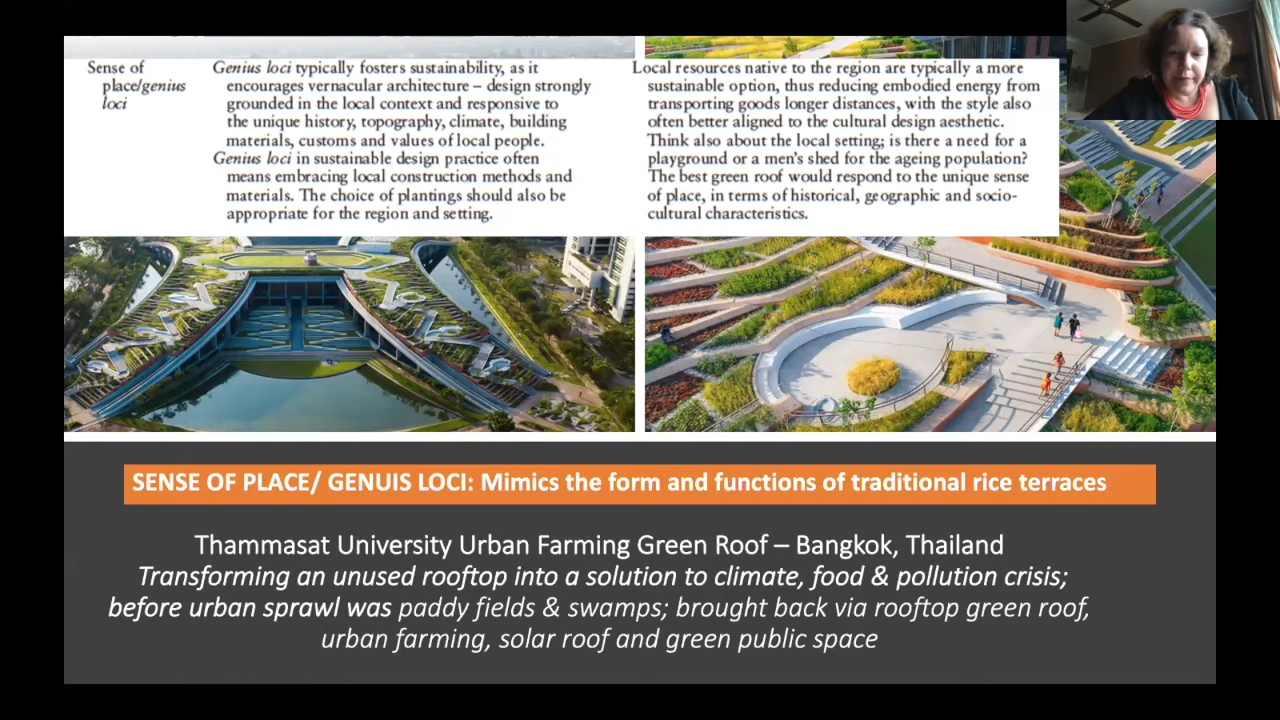 Sense of
place/genius
loci
Genius loci typically fosters sustainability, as it
encourages vernacular architecture – design strongly
grounded in the local context and responsive to
the unique history, topography, climate, building
materials, customs and values of local people.
Genius loci in sustainable design practice often
means embracing local construction methods and
materials. The choice of plantings should also be
appropriate for the region and setting.
Local resources native to the region are typically a more
sustainable option, thus reducing embodied energy from
transporting goods longer distances, with the style also
often better aligned to the cultural design aesthetic.
Think also about the local setting; is there a need for a
playground or a men's shed for the ageing population?
The best green roof would respond to the unique sense
of place, in terms of historical, geographic and socio-
cultural characteristics.
SENSE OF PLACE/ GENUIS LOCI: Mimics the form and functions of traditional rice terraces
Thammasat University Urban Farming Green Roof – Bangkok, Thailand
Transforming an unused rooftop into a solution to climate, food & pollution crisis;
before urban sprawl was paddy fields & swamps; brought back via rooftop green roof,
urban farming, solar roof and green public space